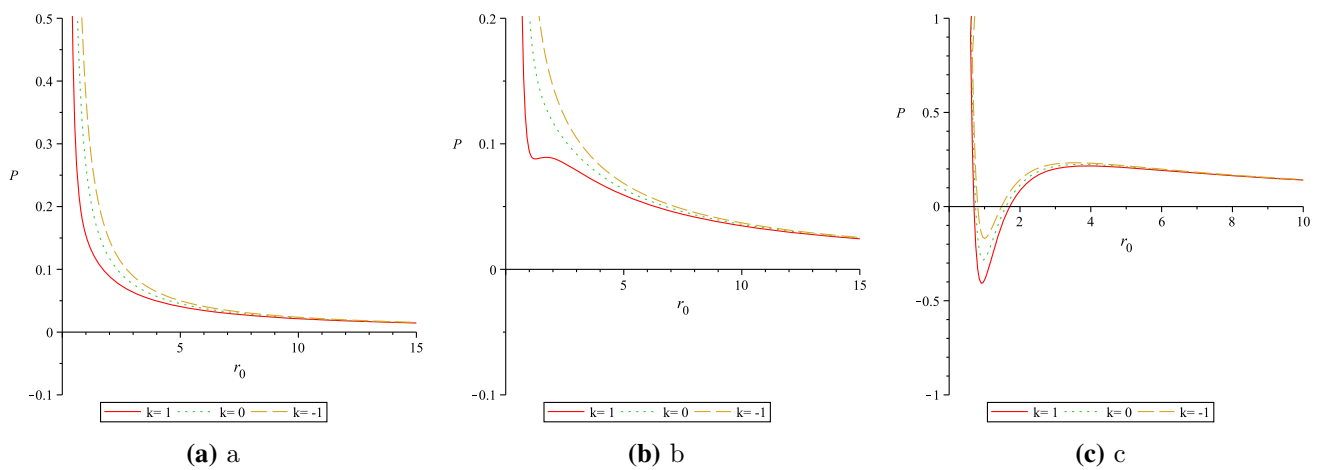 0.5
0.4
0.3
P
0.2
0.1
0
5 10 15
r0
−0.1
k= 1 k= 0 k= -1
(a) a
0.2
P 0.1
0
5 10 15
r0
−0.1
k= 1 k= 0 k= -1
(b) b
1
P 0.5
0
2 4 6 8 10
r0
−0.5
−1
k= 1 k= 0 k= -1
(c) c